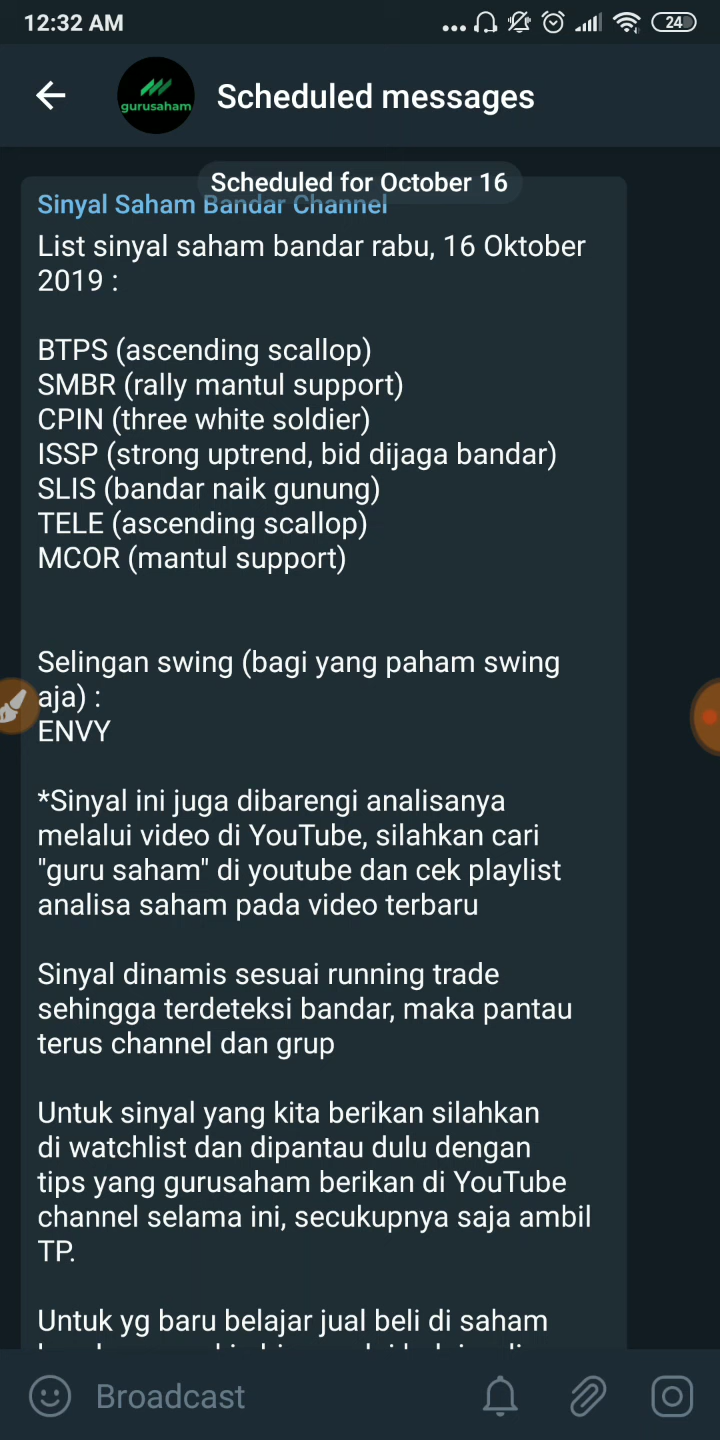 12:32 AM
24
gurusaham
Scheduled messages
Scheduled for October 16
Sinyal Saham Bandar Channel
List sinyal saham bandar rabu, 16 Oktober
2019 :
BTPS (ascending scallop)
SMBR (rally mantul support)
CPIN (three white soldier)
ISSP (strong uptrend, bid dijaga bandar)
SLIS (bandar naik gunung)
TELE (ascending scallop)
MCOR (mantul support)
Selingan swing (bagi yang paham swing
aja) :
ENVY
*Sinyal ini juga dibarengi analisanya
melalui video di YouTube, silahkan cari
"guru saham" di youtube dan cek playlist
analisa saham pada video terbaru
Sinyal dinamis sesuai running trade
sehingga terdeteksi bandar, maka pantau
terus channel dan grup
Untuk sinyal yang kita berikan silahkan
di watchlist dan dipantau dulu dengan
tips yang gurusaham berikan di YouTube
channel selama ini, secukupnya saja ambil
TP.
Untuk yg baru belajar jual beli di saham
Broadcast